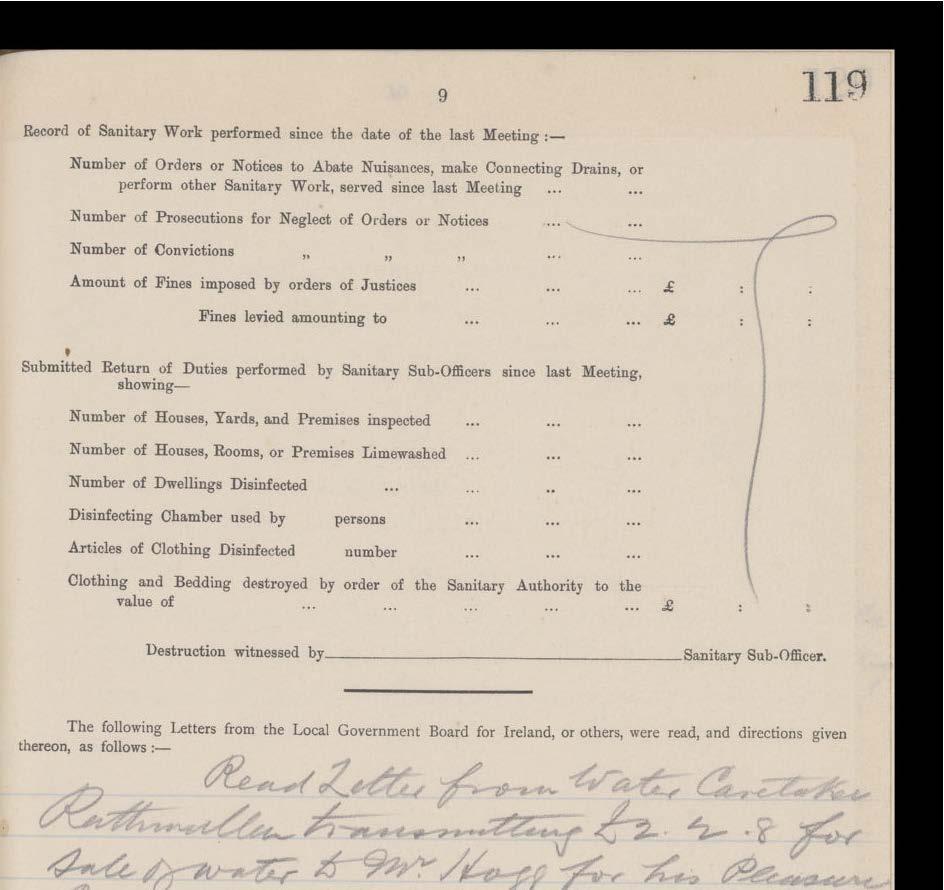 9
119
Record of Sanitary Work performed since the date of the last Meeting :—
Number of Orders or Notices to Abate Nuisances, make Connecting Drains, or
perform other Sanitary Work, served since last Meeting ... ...
Number of Prosecutions for Neglect of Orders or Notices ... ...
Number of Convictions „ „ „ ... ...
Amount of Fines imposed by orders of Justices ... ... ... £ : :
Fines levied amounting to ... ... ... £ : :
Submitted Return of Duties performed by Sanitary Sub-Officers since last Meeting,
showing—
Number of Houses, Yards, and Premises inspected ... ... ...
Number of Houses, Rooms, or Premises Limewashed ... ... ...
Number of Dwellings Disinfected ... ... .. ...
Disinfecting Chamber used by persons ... ... ...
Articles of Clothing Disinfected number ... ... ...
Clothing and Bedding destroyed by order of the Sanitary Authority to the
value of ... ... ... ... ... £ : :
Destruction witnessed by Sanitary Sub-Officer.
The following Letters from the Local Government Board for Ireland, or others, were read, and directions given
thereon, as follows :—
Read Letter from Water Caretaker
Rathmullen transmitting £2. 2. 8 for
sale of water to Mr. Hogg for his Pleasure